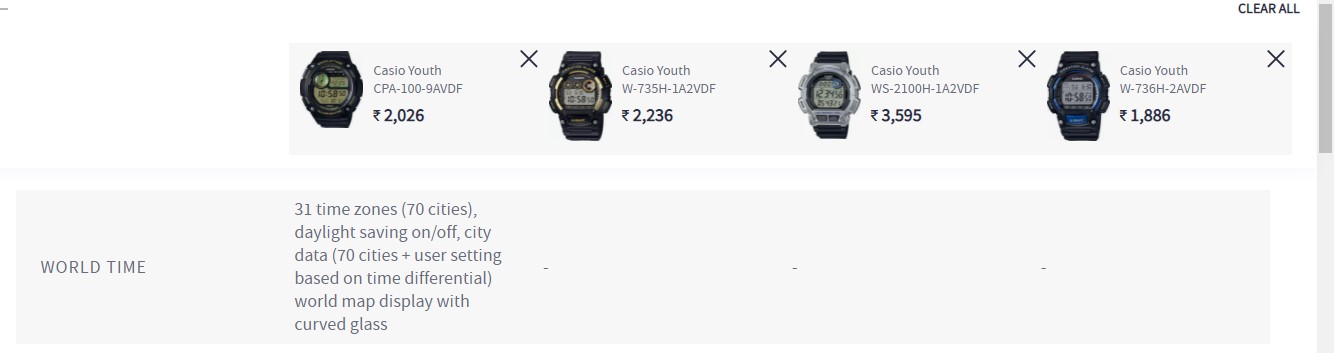 CLEAR ALL
Casio Youth
CPA-100-9AVDF
₹ 2,026
Casio Youth
W-735H-1A2VDF
₹ 2,236
Casio Youth
WS-2100H-1A2VDF
₹ 3,595
Casio Youth
W-736H-2AVDF
₹ 1,886
WORLD TIME
31 time zones (70 cities),
daylight saving on/off, city
data (70 cities + user setting
based on time differential)
world map display with
curved glass
-
-
-